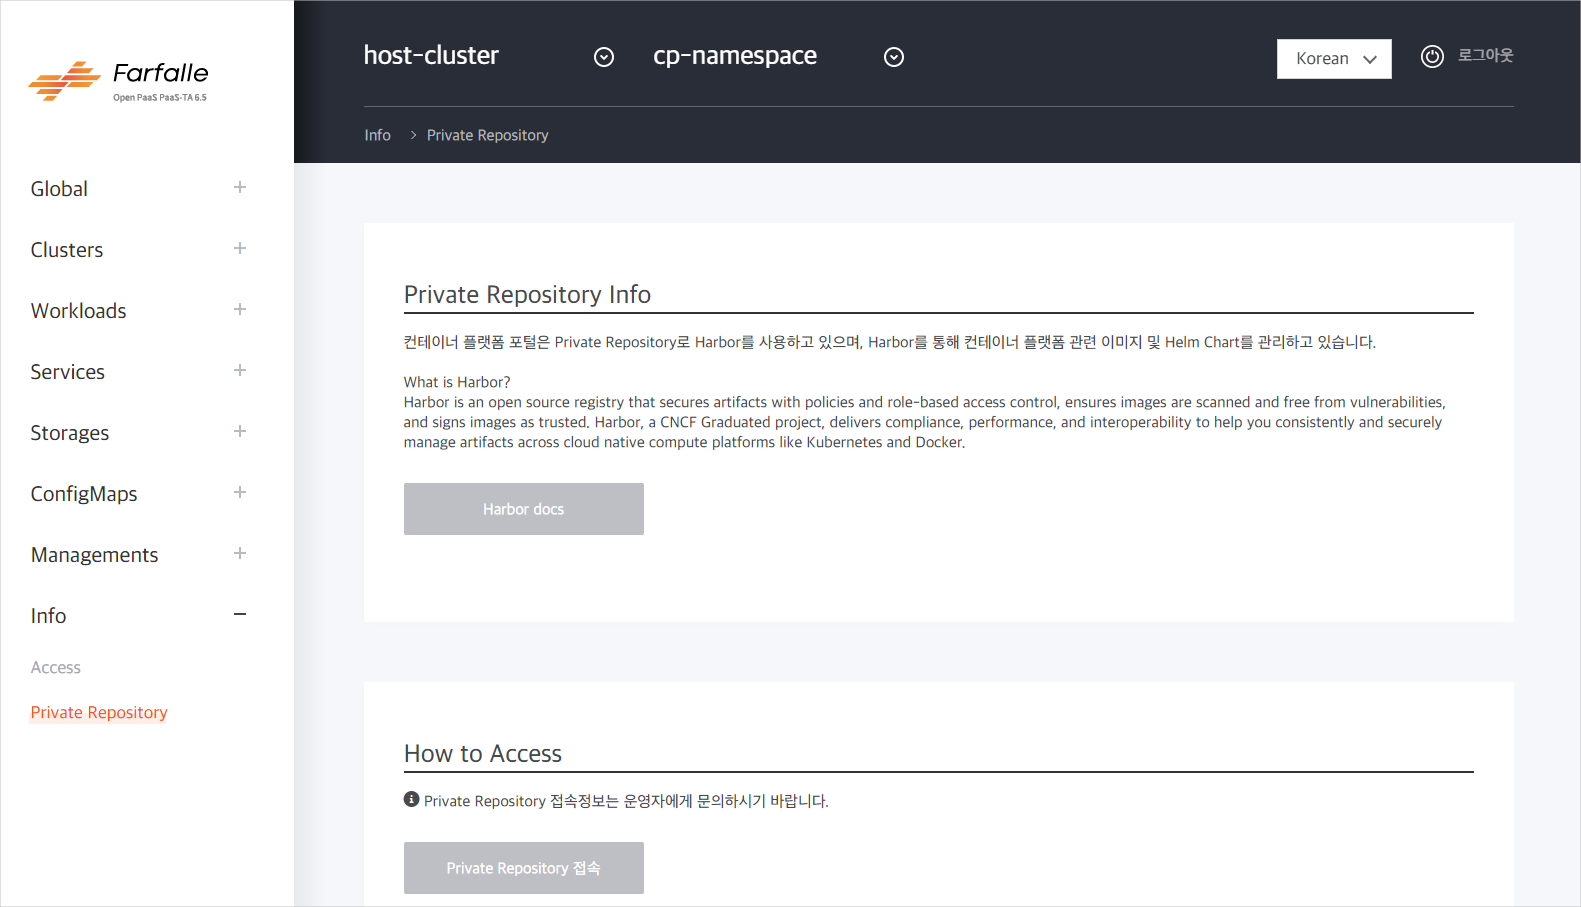 Farfalle
Open PaaS PaaS-TA 6.5
Global
Clusters
Workloads
Services
Storages
ConfigMaps
Managements
Info
Access
Private Repository
host-cluster
cp-namespace
Korean
로그아웃
Info > Private Repository
Private Repository Info
컨테이너 플랫폼 포털은 Private Repository로 Harbor를 사용하고 있으며, Harbor를 통해 컨테이너 플랫폼 관련 이미지 및 Helm Chart를 관리하고 있습니다.
What is Harbor?
Harbor is an open source registry that secures artifacts with policies and role-based access control, ensures images are scanned and free from vulnerabilities,
and signs images as trusted. Harbor, a CNCF Graduated project, delivers compliance, performance, and interoperability to help you consistently and securely
manage artifacts across cloud native compute platforms like Kubernetes and Docker.
Harbor docs
How to Access
Private Repository 접속정보는 운영자에게 문의하시기 바랍니다.
Private Repository 접속